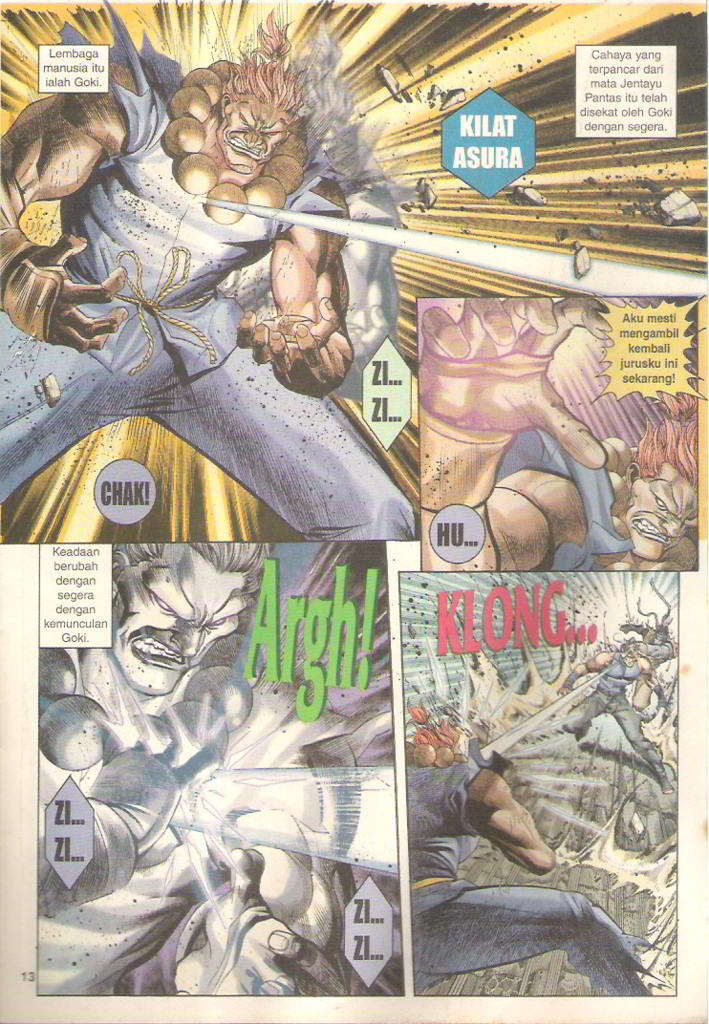 Lembaga
manusia itu
ialah Goki.
Cahaya yang
terpancar dari
mata Jentayu
Pantas itu telah
disekat oleh Goki
dengan segera.
KILAT
ASURA
ZI...
ZI...
CHAK!
Aku mesti
mengambil
kembali
jurusku ini
sekarang!
HU...
Keadaan
berubah
dengan
segera
dengan
kemunculan
Goki.
Argh!
ZI...
ZI...
ZI...
ZI...
KLONG...
13